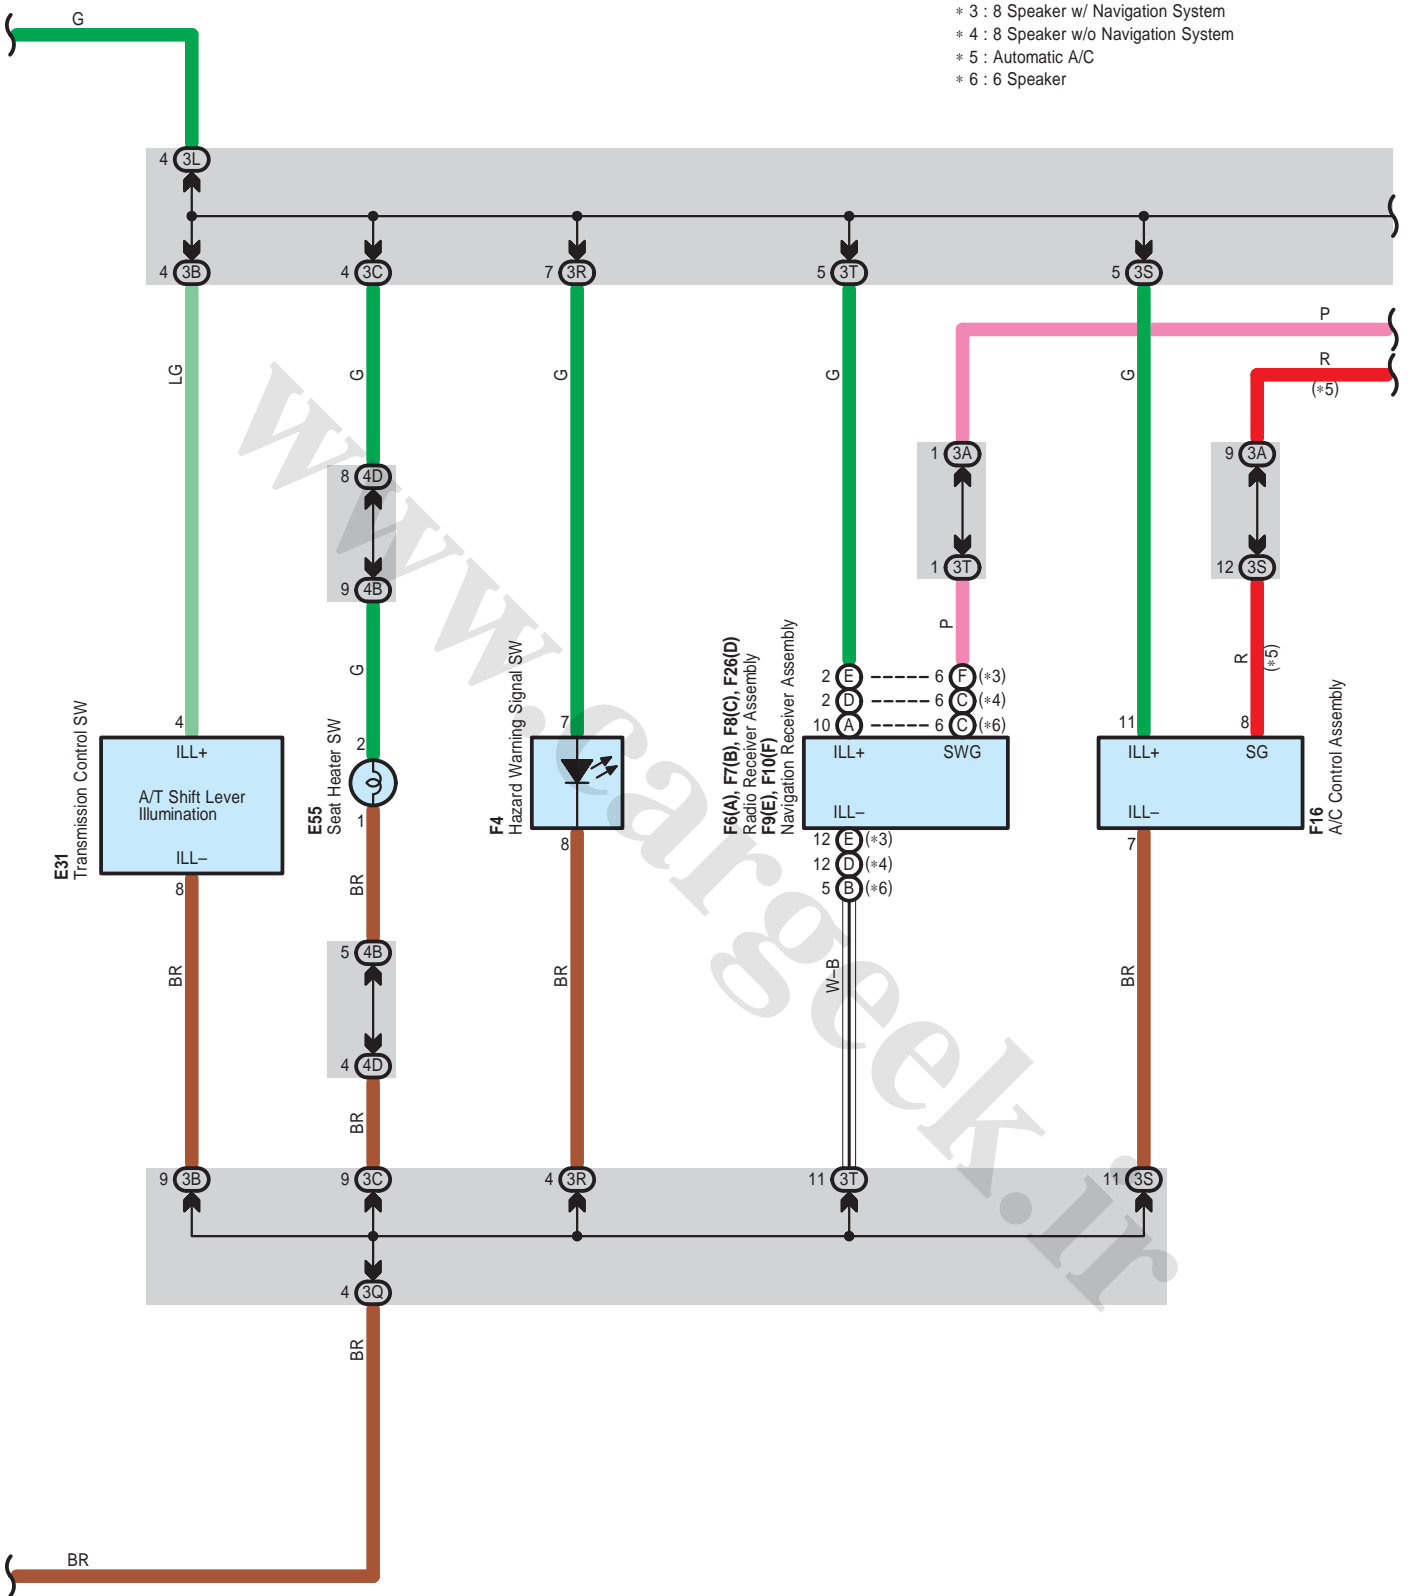 G
* 3 : 8 Speaker w/ Navigation System
* 4 : 8 Speaker w/o Navigation System
* 5 : Automatic A/C
* 6 : 6 Speaker
4 3L
4 3B
4 3C
7 3R
5 3T
5 3S
P
R
(*5)
LG
G
G
G
G
8 4D
9 4B
1 3A
1 3T
9 3A
12 3S
G
P
R
(*5)
E31
Transmission Control SW
4
ILL+
A/T Shift Lever
Illumination
ILL–
8
E55
Seat Heater SW
2
1
F4
Hazard Warning Signal SW
7
8
F6(A), F7(B), F8(C), F26(D)
Radio Receiver Assembly
F9(E), F10(F)
Navigation Receiver Assembly
2 E 6 F (*3)
2 D 6 C (*4)
10 A 6 C (*6)
ILL+ SWG
ILL–
12 E (*3)
12 D (*4)
5 B (*6)
11 8
ILL+ SG
ILL–
7
F16
A/C Control Assembly
BR
BR
BR
W–B
BR
5 4B
4 4D
BR
9 3B
9 3C
4 3R
11 3T
11 3S
4 3Q
BR
BR
www.cargeek.ir